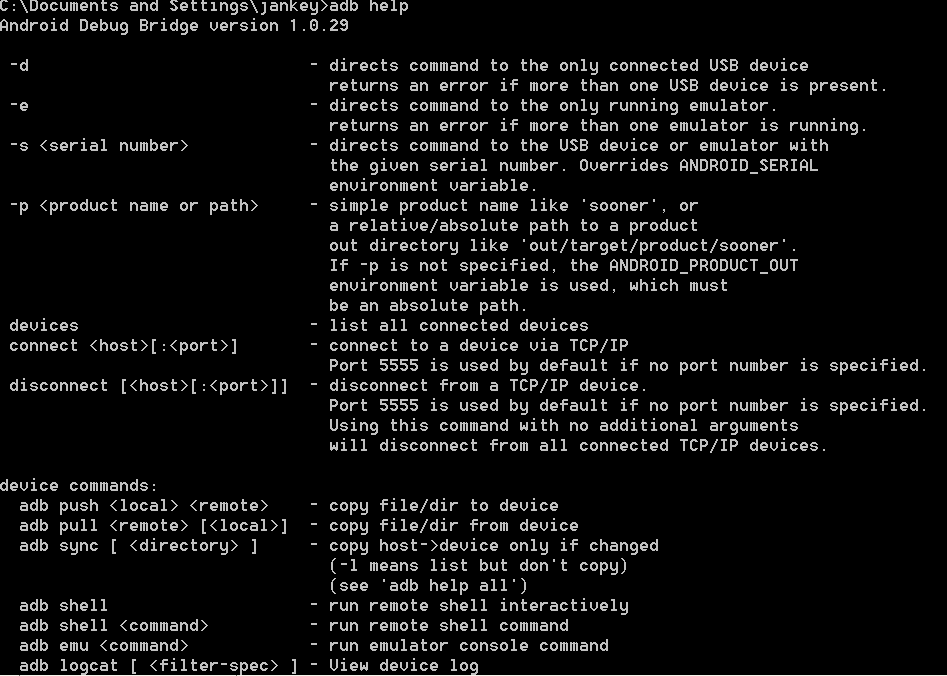 C:\Documents and Settings\jankey>adb help
Android Debug Bridge version 1.0.29

 -d                            - directs command to the only connected USB device
                                 returns an error if more than one USB device is present.
 -e                            - directs command to the only running emulator.
                                 returns an error if more than one emulator is running.
 -s <serial number>            - directs command to the USB device or emulator with
                                 the given serial number. Overrides ANDROID_SERIAL
                                 environment variable.
 -p <product name or path>     - simple product name like 'sooner', or
                                 a relative/absolute path to a product
                                 out directory like 'out/target/product/sooner'.
                                 If -p is not specified, the ANDROID_PRODUCT_OUT
                                 environment variable is used, which must
                                 be an absolute path.
 devices                       - list all connected devices
 connect <host>[:<port>]       - connect to a device via TCP/IP
                                 Port 5555 is used by default if no port number is specified.
 disconnect [<host>[:<port>]]  - disconnect from a TCP/IP device.
                                 Port 5555 is used by default if no port number is specified.
                                 Using this command with no additional arguments
                                 will disconnect from all connected TCP/IP devices.

device commands:
  adb push <local> <remote>    - copy file/dir to device
  adb pull <remote> [<local>]  - copy file/dir from device
  adb sync [ <directory> ]     - copy host->device only if changed
                                 (-l means list but don't copy)
                                 (see 'adb help all')
  adb shell                    - run remote shell interactively
  adb shell <command>          - run remote shell command
  adb emu <command>            - run emulator console command
  adb logcat [ <filter-spec> ] - View device log